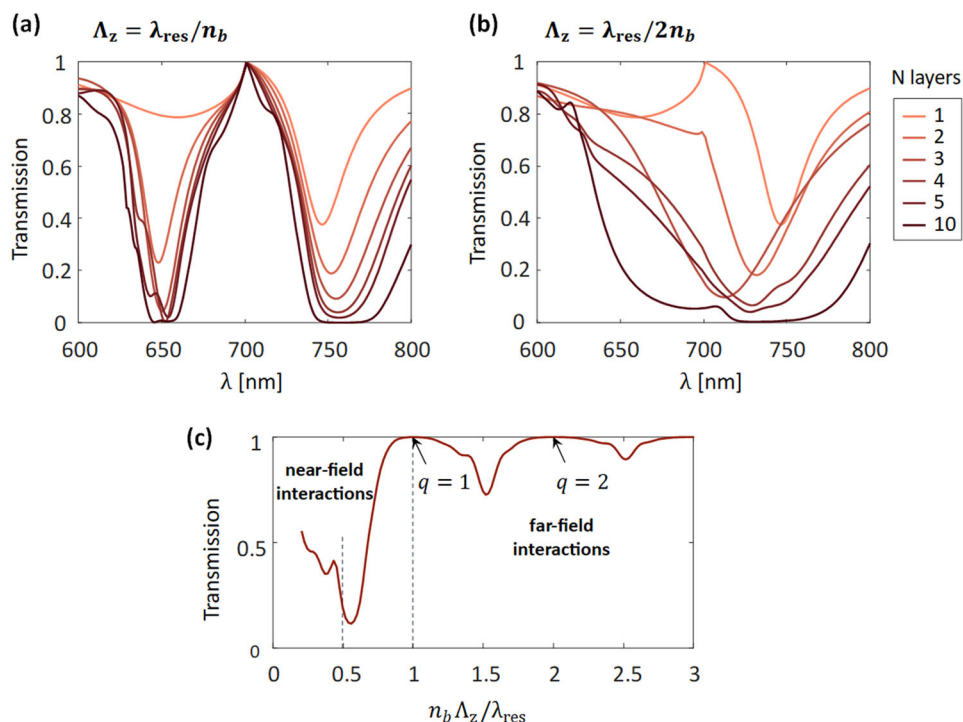 (a) Λz = λres/nb
(b) Λz = λres/2nb
1
0.8
0.6
0.4
0.2
0
Transmission
600 650 700 750 800
λ [nm]
1
0.8
0.6
0.4
0.2
0
Transmission
600 650 700 750 800
λ [nm]
N layers
1
2
3
4
5
10
(c)
1
0.5
0
Transmission
near-field
interactions
q = 1
q = 2
far-field
interactions
0 0.5 1 1.5 2 2.5 3
nb Λz/λres